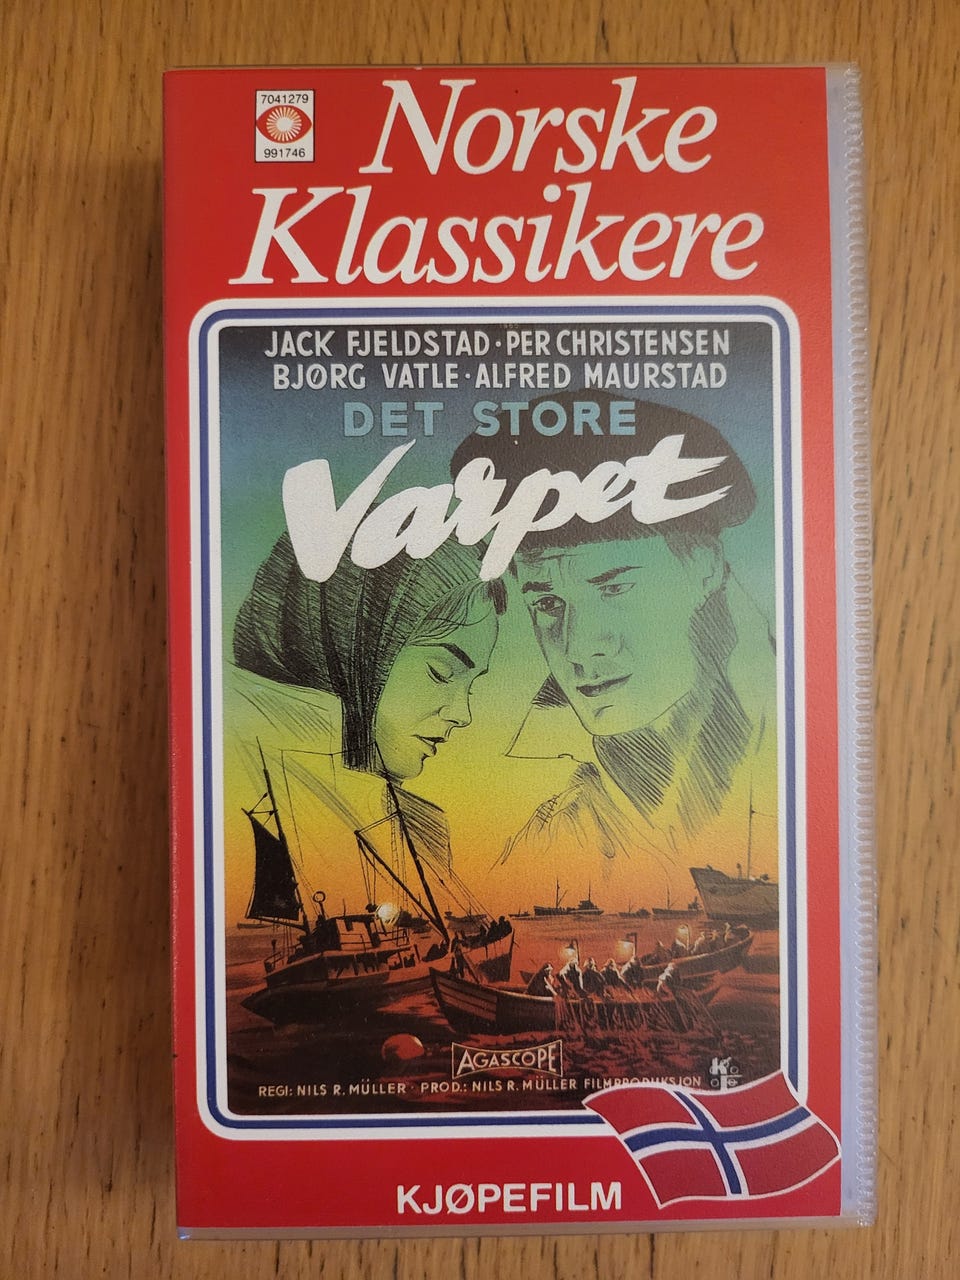 7041279
991746
Norske
Klassikere
JACK FJELDSTAD · PER CHRISTENSEN
BJØRG VATLE · ALFRED MAURSTAD
DET STORE
Varpet
AGASCOPE
REGI: NILS R. MÜLLER · PROD.: NILS R. MÜLLER FILMPRODUKSJON
KJØPEFILM